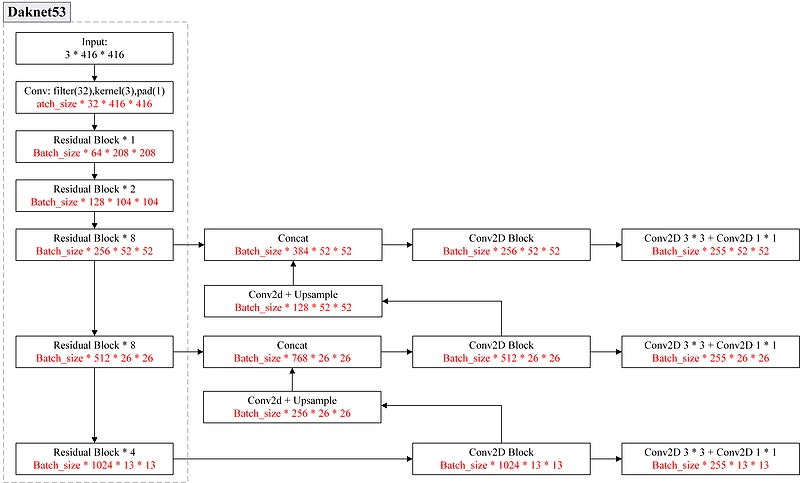 Daknet53
Input:
3 * 416 * 416
Conv: filter(32),kernel(3),pad(1)
atch_size * 32 * 416 * 416
Residual Block * 1
Batch_size * 64 * 208 * 208
Residual Block * 2
Batch_size * 128 * 104 * 104
Residual Block * 8
Batch_size * 256 * 52 * 52
Concat
Batch_size * 384 * 52 * 52
Conv2D Block
Batch_size * 256 * 52 * 52
Conv2D 3 * 3 + Conv2D 1 * 1
Batch_size * 255 * 52 * 52
Conv2d + Upsample
Batch_size * 128 * 52 * 52
Residual Block * 8
Batch_size * 512 * 26 * 26
Concat
Batch_size * 768 * 26 * 26
Conv2D Block
Batch_size * 512 * 26 * 26
Conv2D 3 * 3 + Conv2D 1 * 1
Batch_size * 255 * 26 * 26
Conv2d + Upsample
Batch_size * 256 * 26 * 26
Residual Block * 4
Batch_size * 1024 * 13 * 13
Conv2D Block
Batch_size * 1024 * 13 * 13
Conv2D 3 * 3 + Conv2D 1 * 1
Batch_size * 255 * 13 * 13